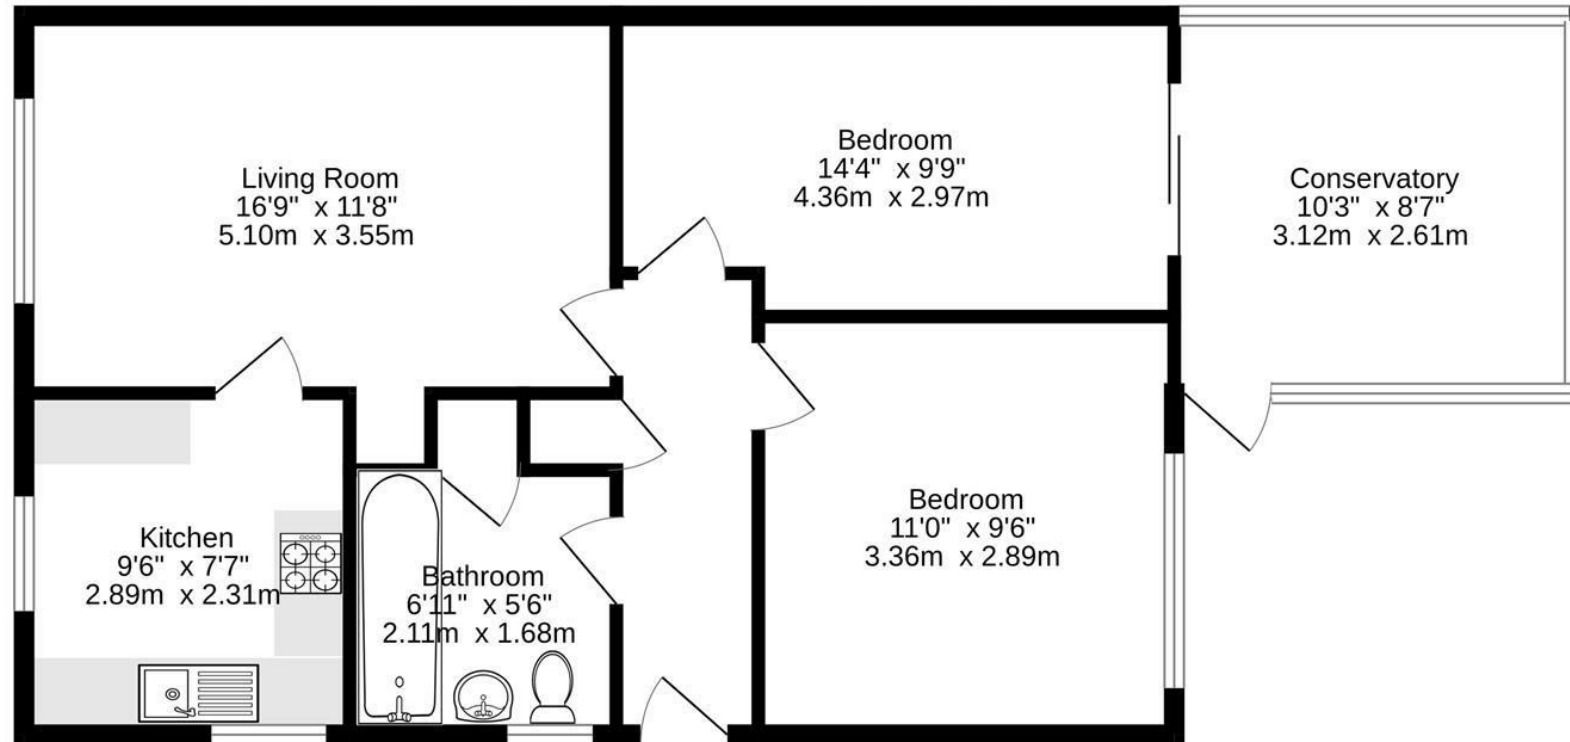 Living Room
16'9" x 11'8"
5.10m x 3.55m
Bedroom
14'4" x 9'9"
4.36m x 2.97m
Conservatory
10'3" x 8'7"
3.12m x 2.61m
Kitchen
9'6" x 7'7"
2.89m x 2.31m
Bathroom
6'11" x 5'6"
2.11m x 1.68m
Bedroom
11'0" x 9'6"
3.36m x 2.89m